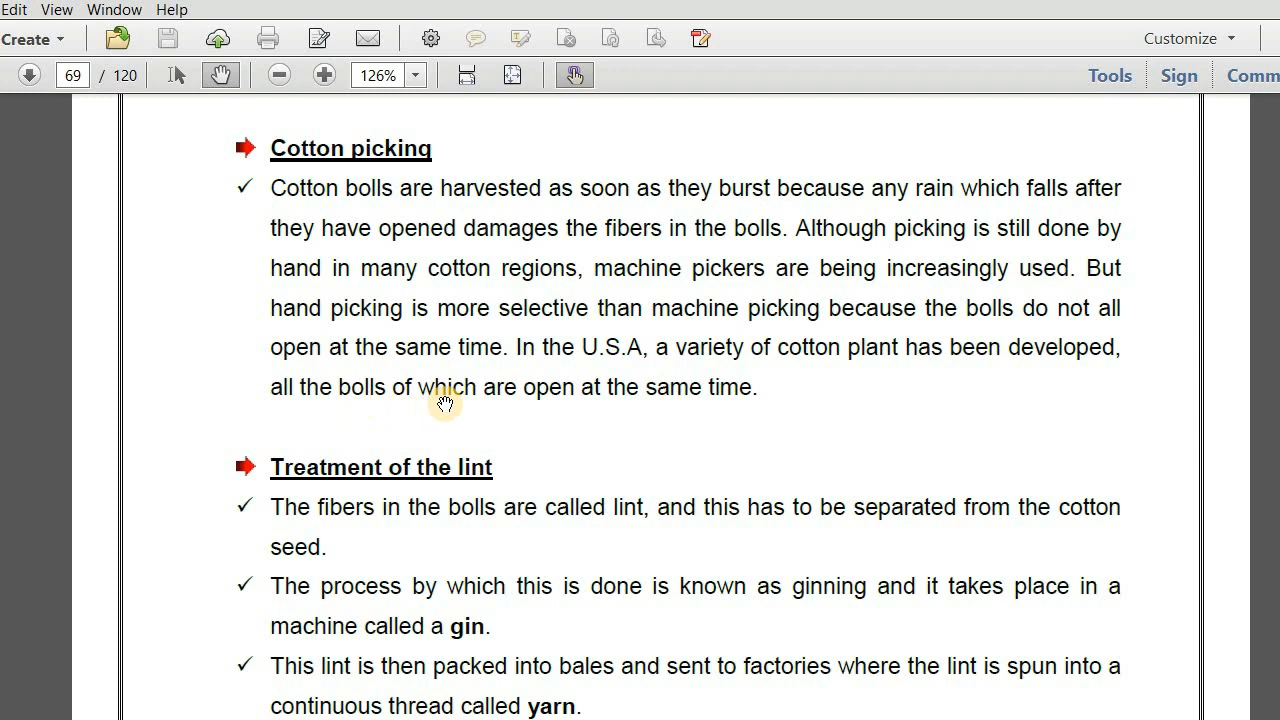 Edit View Window Help
Create Customize
69 / 120 126% Tools Sign Comm
Cotton picking
Cotton bolls are harvested as soon as they burst because any rain which falls after
they have opened damages the fibers in the bolls. Although picking is still done by
hand in many cotton regions, machine pickers are being increasingly used. But
hand picking is more selective than machine picking because the bolls do not all
open at the same time. In the U.S.A, a variety of cotton plant has been developed,
all the bolls of which are open at the same time.
Treatment of the lint
✓ The fibers in the bolls are called lint, and this has to be separated from the cotton
seed.
✓ The process by which this is done is known as ginning and it takes place in a
machine called a gin.
✓ This lint is then packed into bales and sent to factories where the lint is spun into a
continuous thread called yarn.